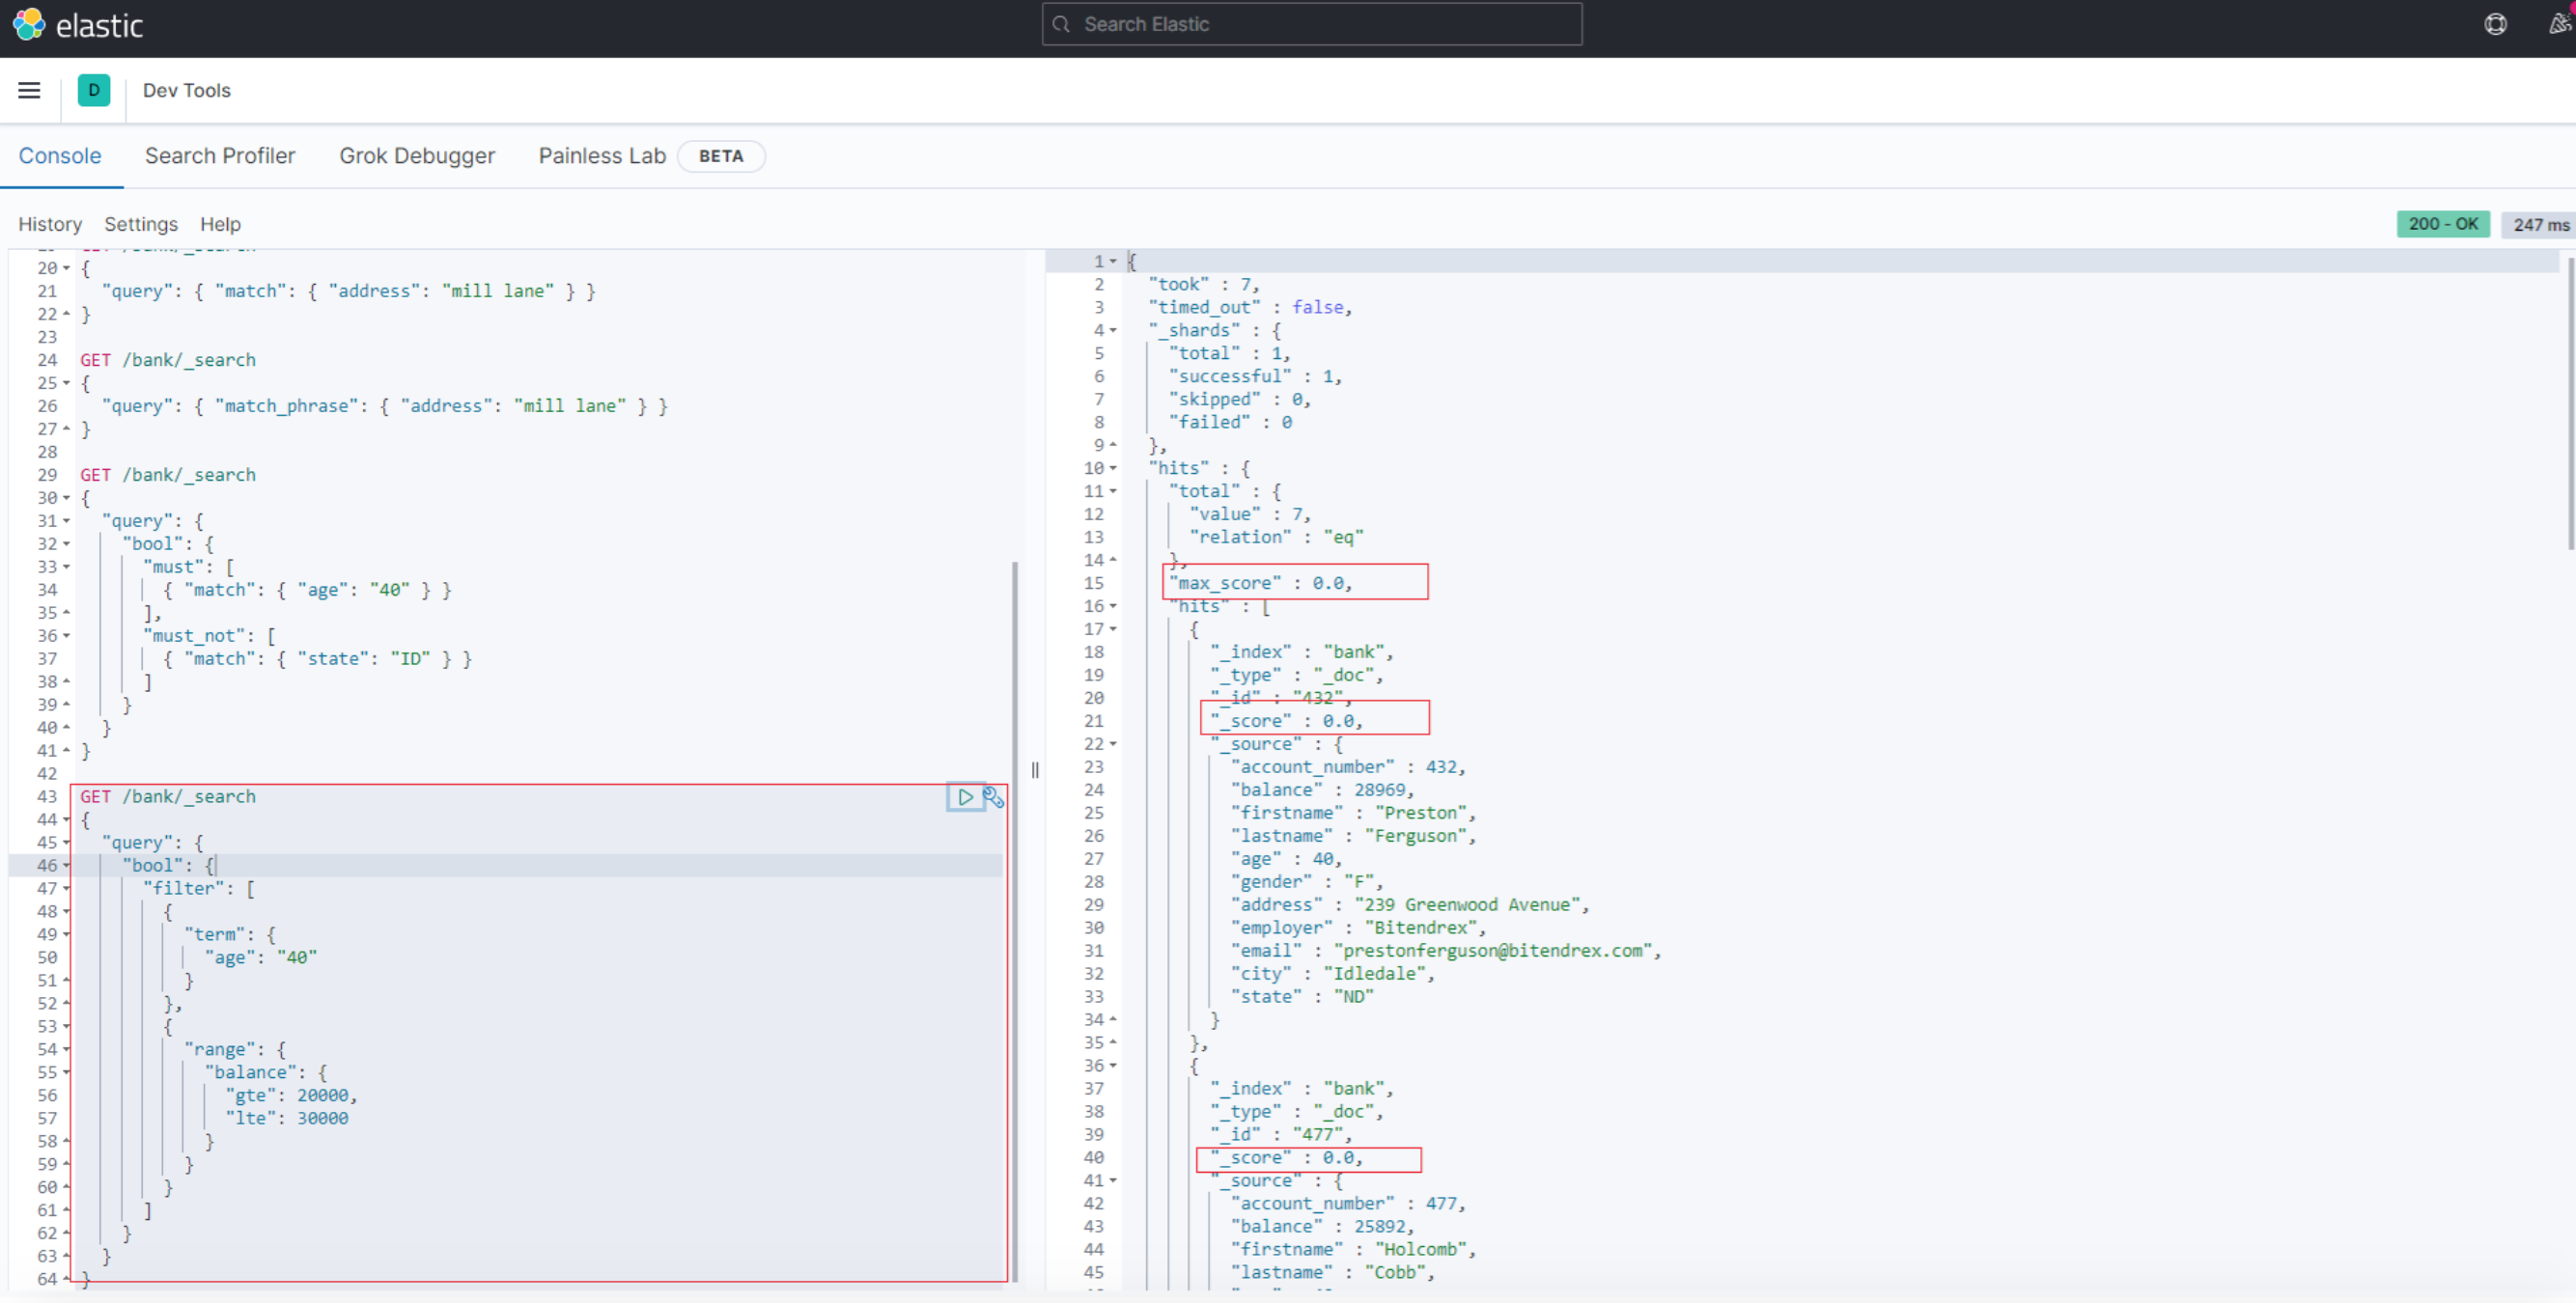 elastic
Search Elastic
D
Dev Tools
Console Search Profiler Grok Debugger Painless Lab BETA
History Settings Help
200 - OK 247 ms
20 {
21 "query": { "match": { "address": "mill lane" } }
22 }
23
24 GET /bank/_search
25 {
26 "query": { "match_phrase": { "address": "mill lane" } }
27 }
28
29 GET /bank/_search
30 {
31 "query": {
32 "bool": {
33 "must": [
34 { "match": { "age": "40" } }
35 ],
36 "must_not": [
37 { "match": { "state": "ID" } }
38 ]
39 }
40 }
41 }
42
43 GET /bank/_search
44 {
45 "query": {
46 "bool": {
47 "filter": [
48 {
49 "term": {
50 "age": "40"
51 }
52 },
53 {
54 "range": {
55 "balance": {
56 "gte": 20000,
57 "lte": 30000
58 }
59 }
60 }
61 ]
62 }
63 }
64 }
1 {
2 "took" : 7,
3 "timed_out" : false,
4 "_shards" : {
5 "total" : 1,
6 "successful" : 1,
7 "skipped" : 0,
8 "failed" : 0
9 },
10 "hits" : {
11 "total" : {
12 "value" : 7,
13 "relation" : "eq"
14 },
15 "max_score" : 0.0,
16 "hits" : [
17 {
18 "_index" : "bank",
19 "_type" : "_doc",
20 "_id" : "432",
21 "_score" : 0.0,
22 "_source" : {
23 "account_number" : 432,
24 "balance" : 28969,
25 "firstname" : "Preston",
26 "lastname" : "Ferguson",
27 "age" : 40,
28 "gender" : "F",
29 "address" : "239 Greenwood Avenue",
30 "employer" : "Bitendrex",
31 "email" : "prestonferguson@bitendrex.com",
32 "city" : "Idledale",
33 "state" : "ND"
34 }
35 },
36 {
37 "_index" : "bank",
38 "_type" : "_doc",
39 "_id" : "477",
40 "_score" : 0.0,
41 "_source" : {
42 "account_number" : 477,
43 "balance" : 25892,
44 "firstname" : "Holcomb",
45 "lastname" : "Cobb",